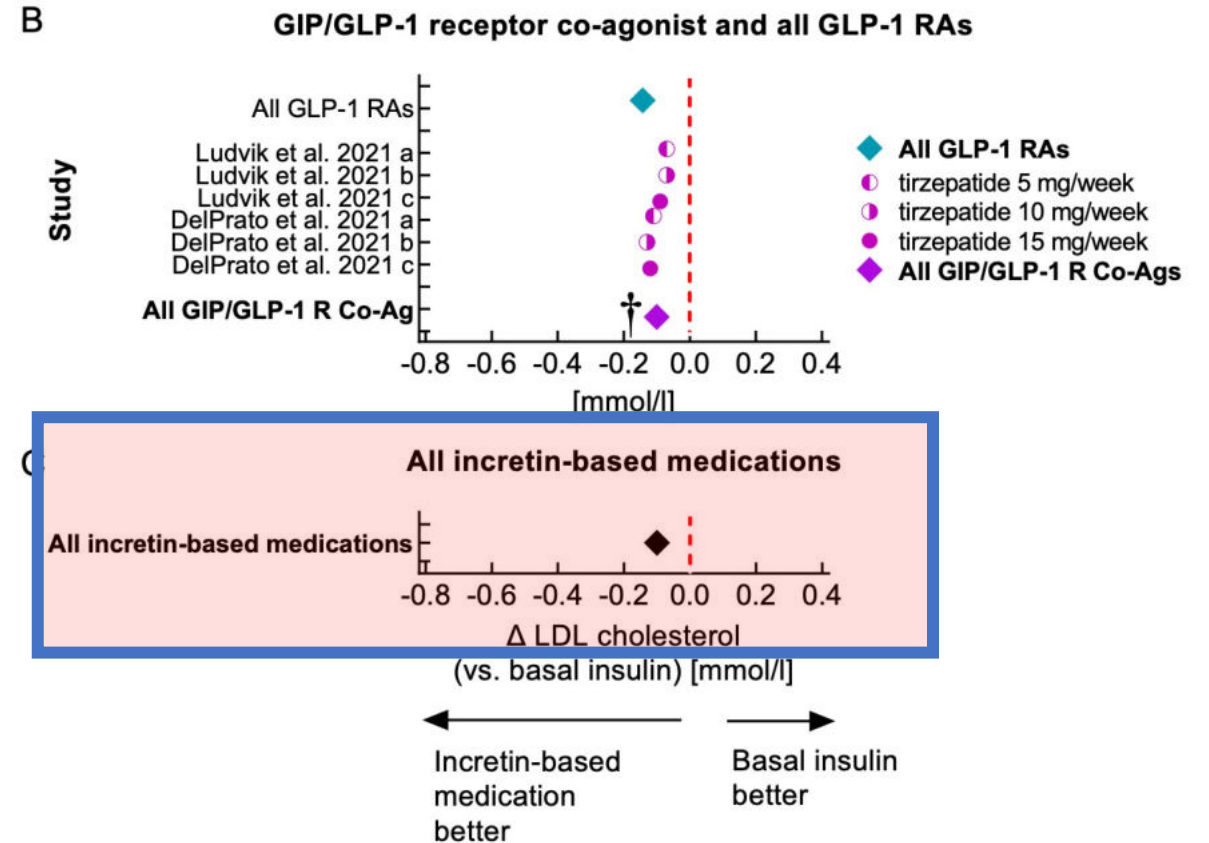 B
GIP/GLP-1 receptor co-agonist and all GLP-1 RAs
Study
All GLP-1 RAs
Ludvik et al. 2021 a
Ludvik et al. 2021 b
Ludvik et al. 2021 c
DelPrato et al. 2021 a
DelPrato et al. 2021 b
DelPrato et al. 2021 c
All GIP/GLP-1 R Co-Ag
†
All GLP-1 RAs
tirzepatide 5 mg/week
tirzepatide 10 mg/week
tirzepatide 15 mg/week
All GIP/GLP-1 R Co-Ags
-0.8 -0.6 -0.4 -0.2 0.0 0.2 0.4
[mmol/l]
C
All incretin-based medications
All incretin-based medications
-0.8 -0.6 -0.4 -0.2 0.0 0.2 0.4
Δ LDL cholesterol
(vs. basal insulin) [mmol/l]
Incretin-based
medication
better
Basal insulin
better